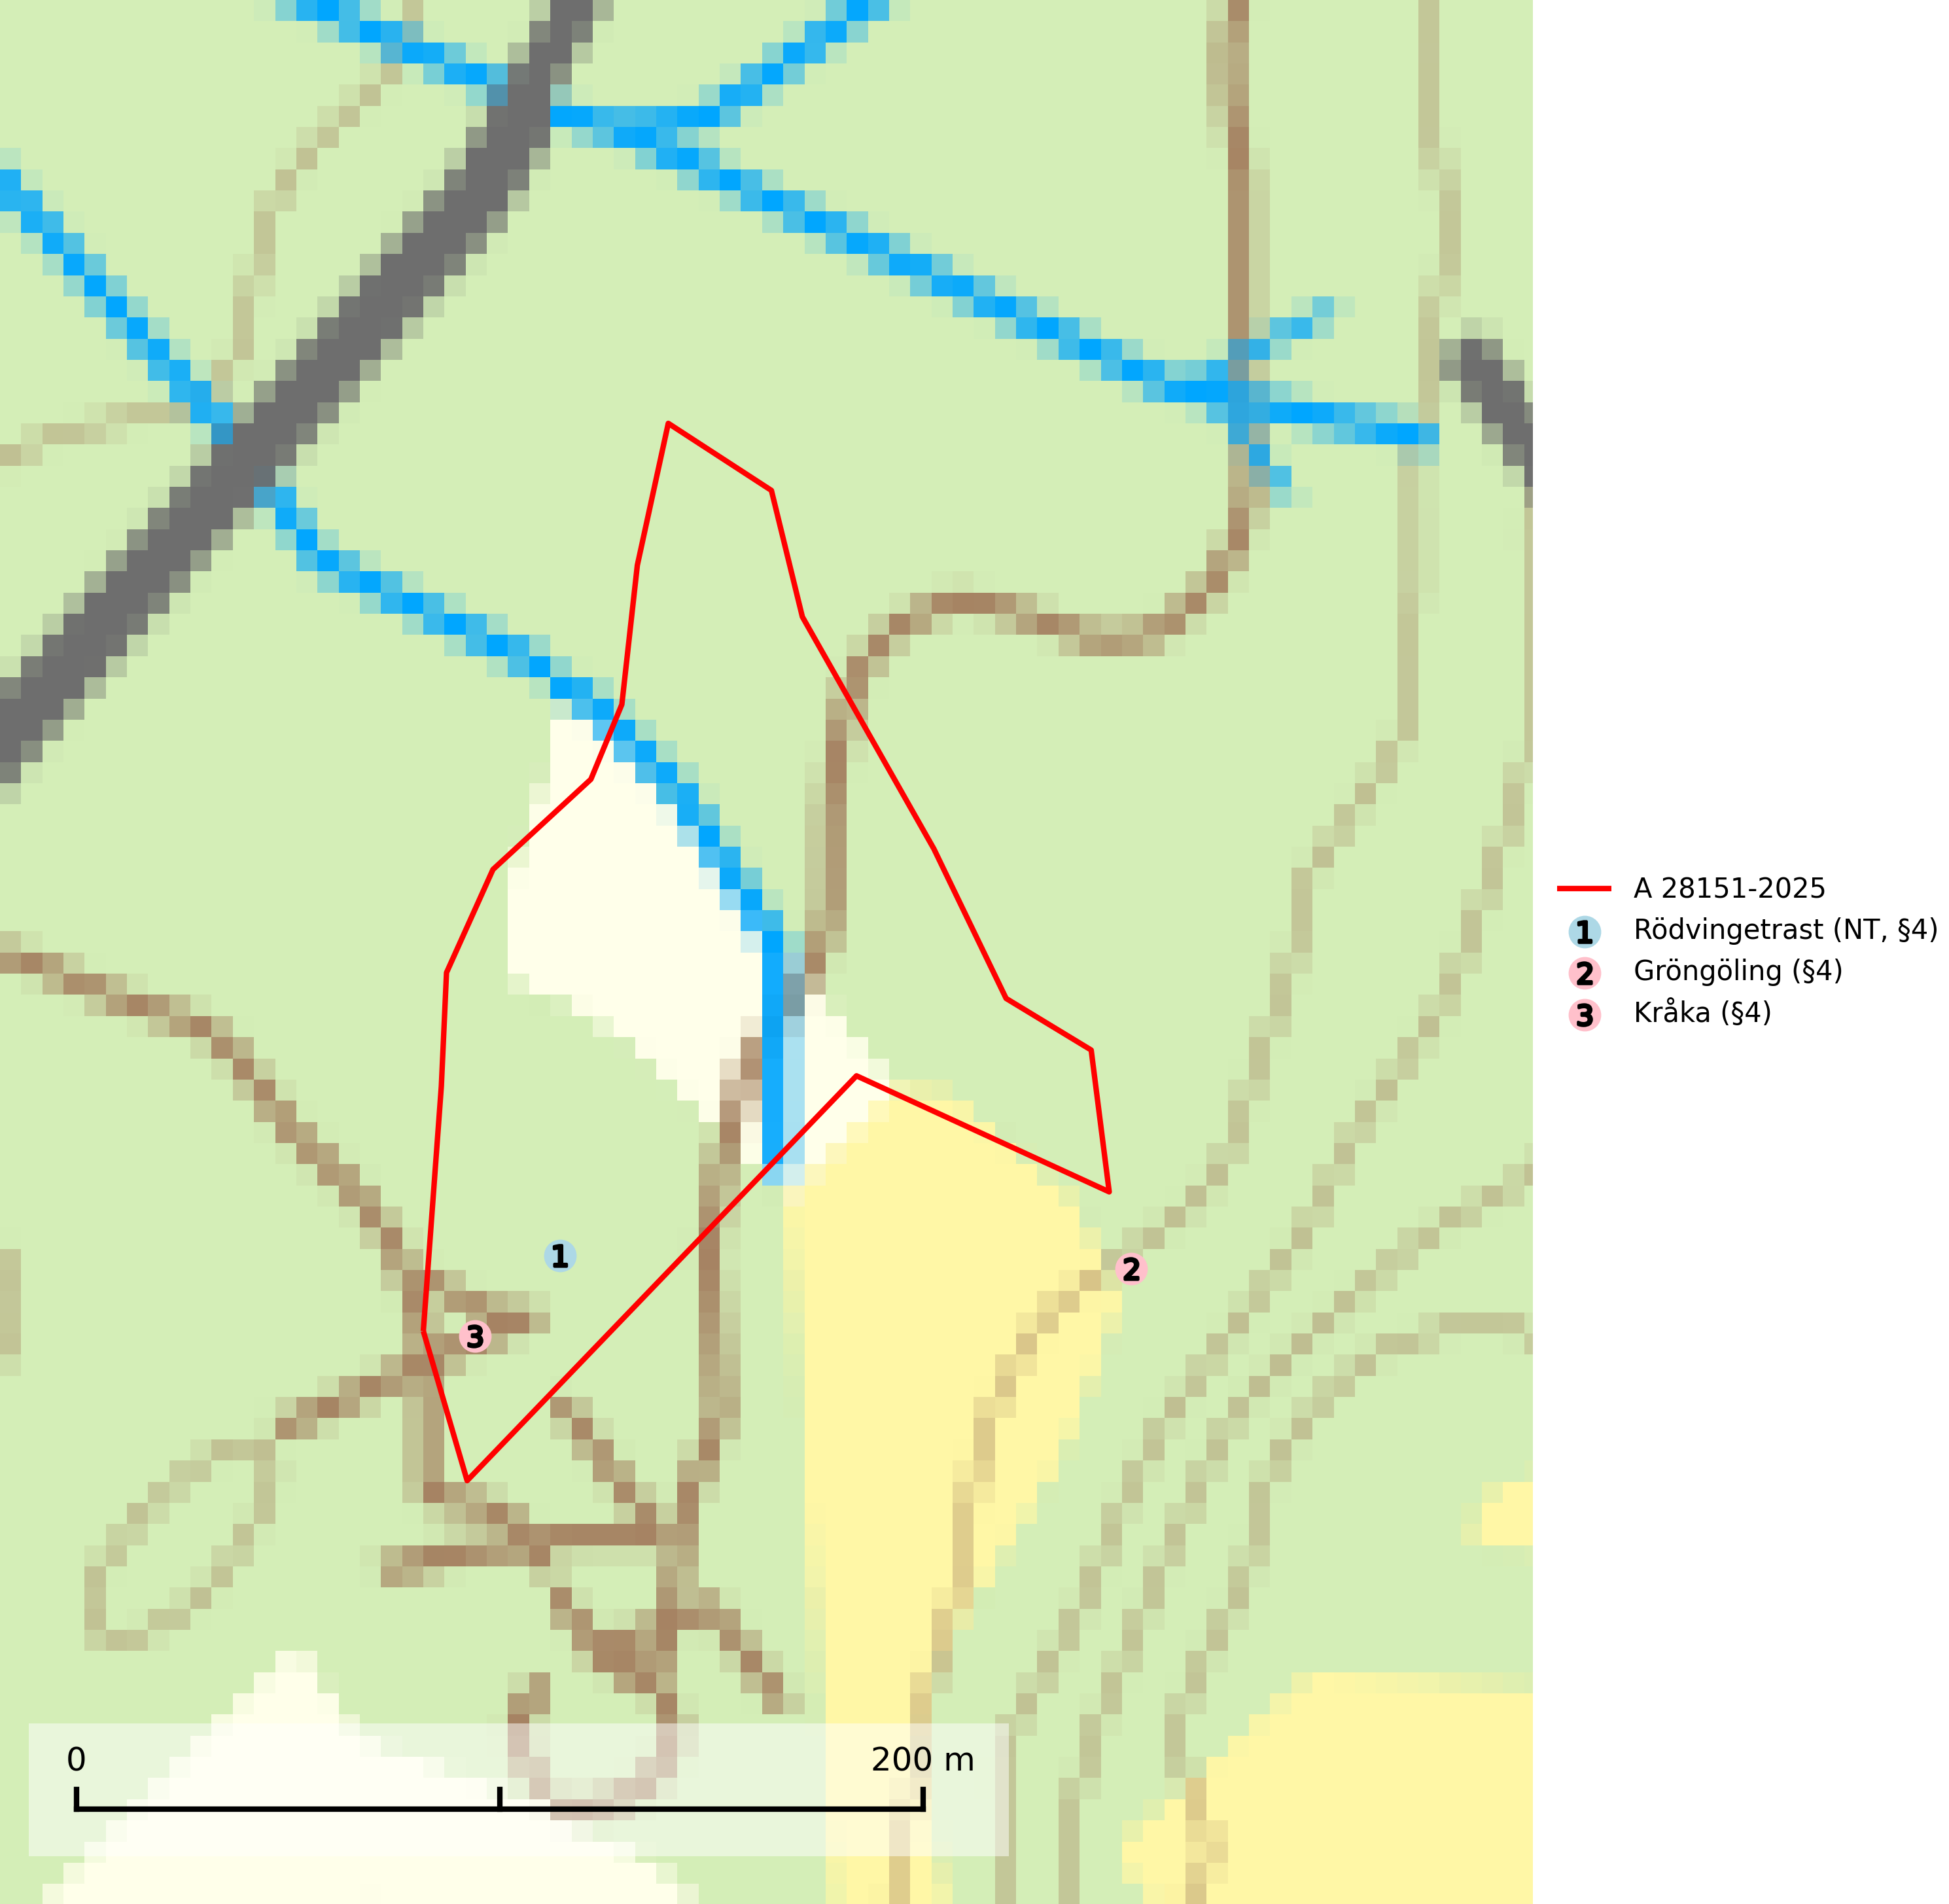 1
2
3
0
200 m
A 28151-2025
1 Rödvingetrast (NT, §4)
2 Gröngöling (§4)
3 Kråka (§4)